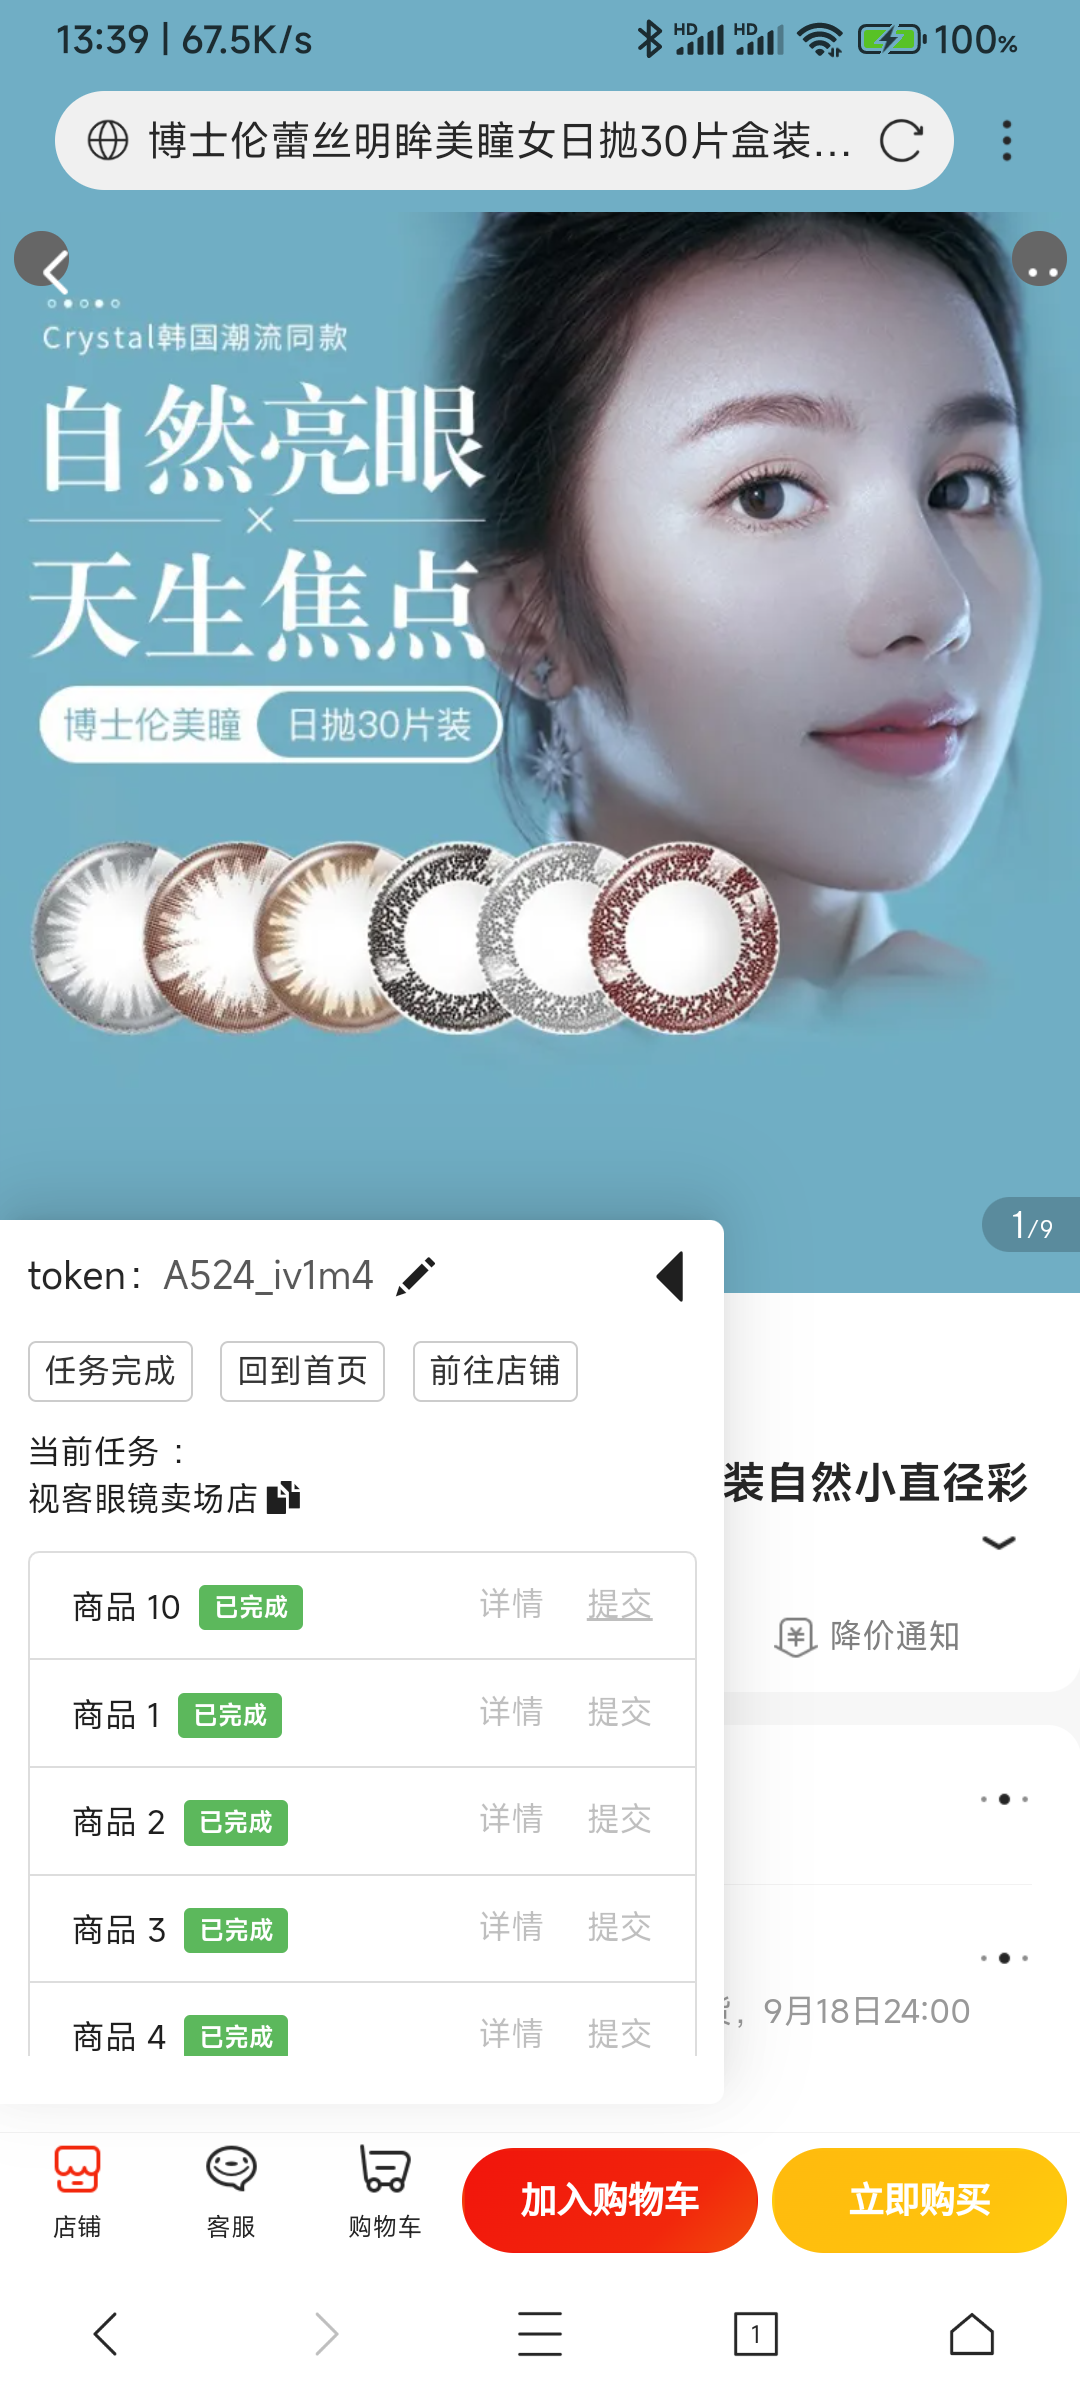 13:39 | 67.5K/s
HD HD 100%
博士伦蕾丝明眸美瞳女日抛30片盒装...
Crystal韩国潮流同款
自然亮眼
×
天生焦点
博士伦美瞳 日抛30片装
1/9
token: A524_iv1m4
任务完成 回到首页 前往店铺
当前任务 :
视客眼镜卖场店
装自然小直径彩
商品 10 已完成 详情 提交
降价通知
商品 1 已完成 详情 提交
商品 2 已完成 详情 提交
商品 3 已完成 详情 提交
, 9月18日24:00
商品 4 已完成 详情 提交
店铺 客服 购物车 加入购物车 立即购买
1